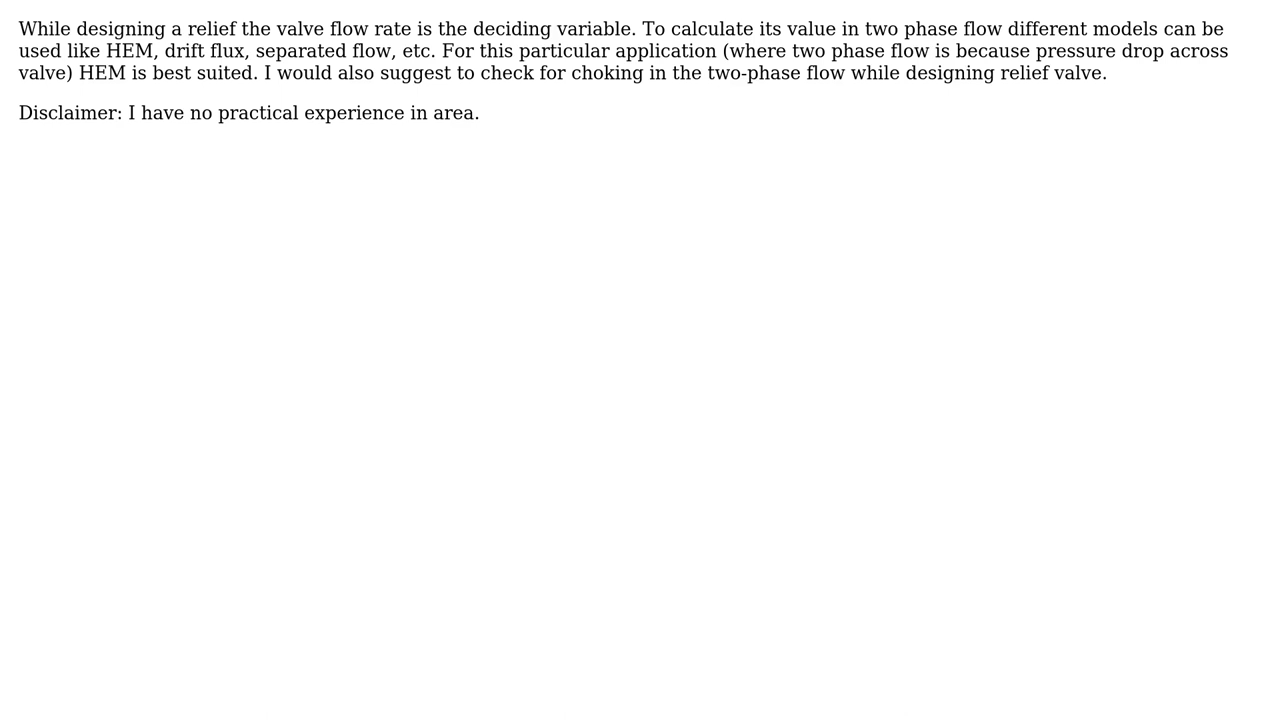 While designing a relief the valve flow rate is the deciding variable. To calculate its value in two phase flow different models can be
used like HEM, drift flux, separated flow, etc. For this particular application (where two phase flow is because pressure drop across
valve) HEM is best suited. I would also suggest to check for choking in the two-phase flow while designing relief valve.
Disclaimer: I have no practical experience in area.